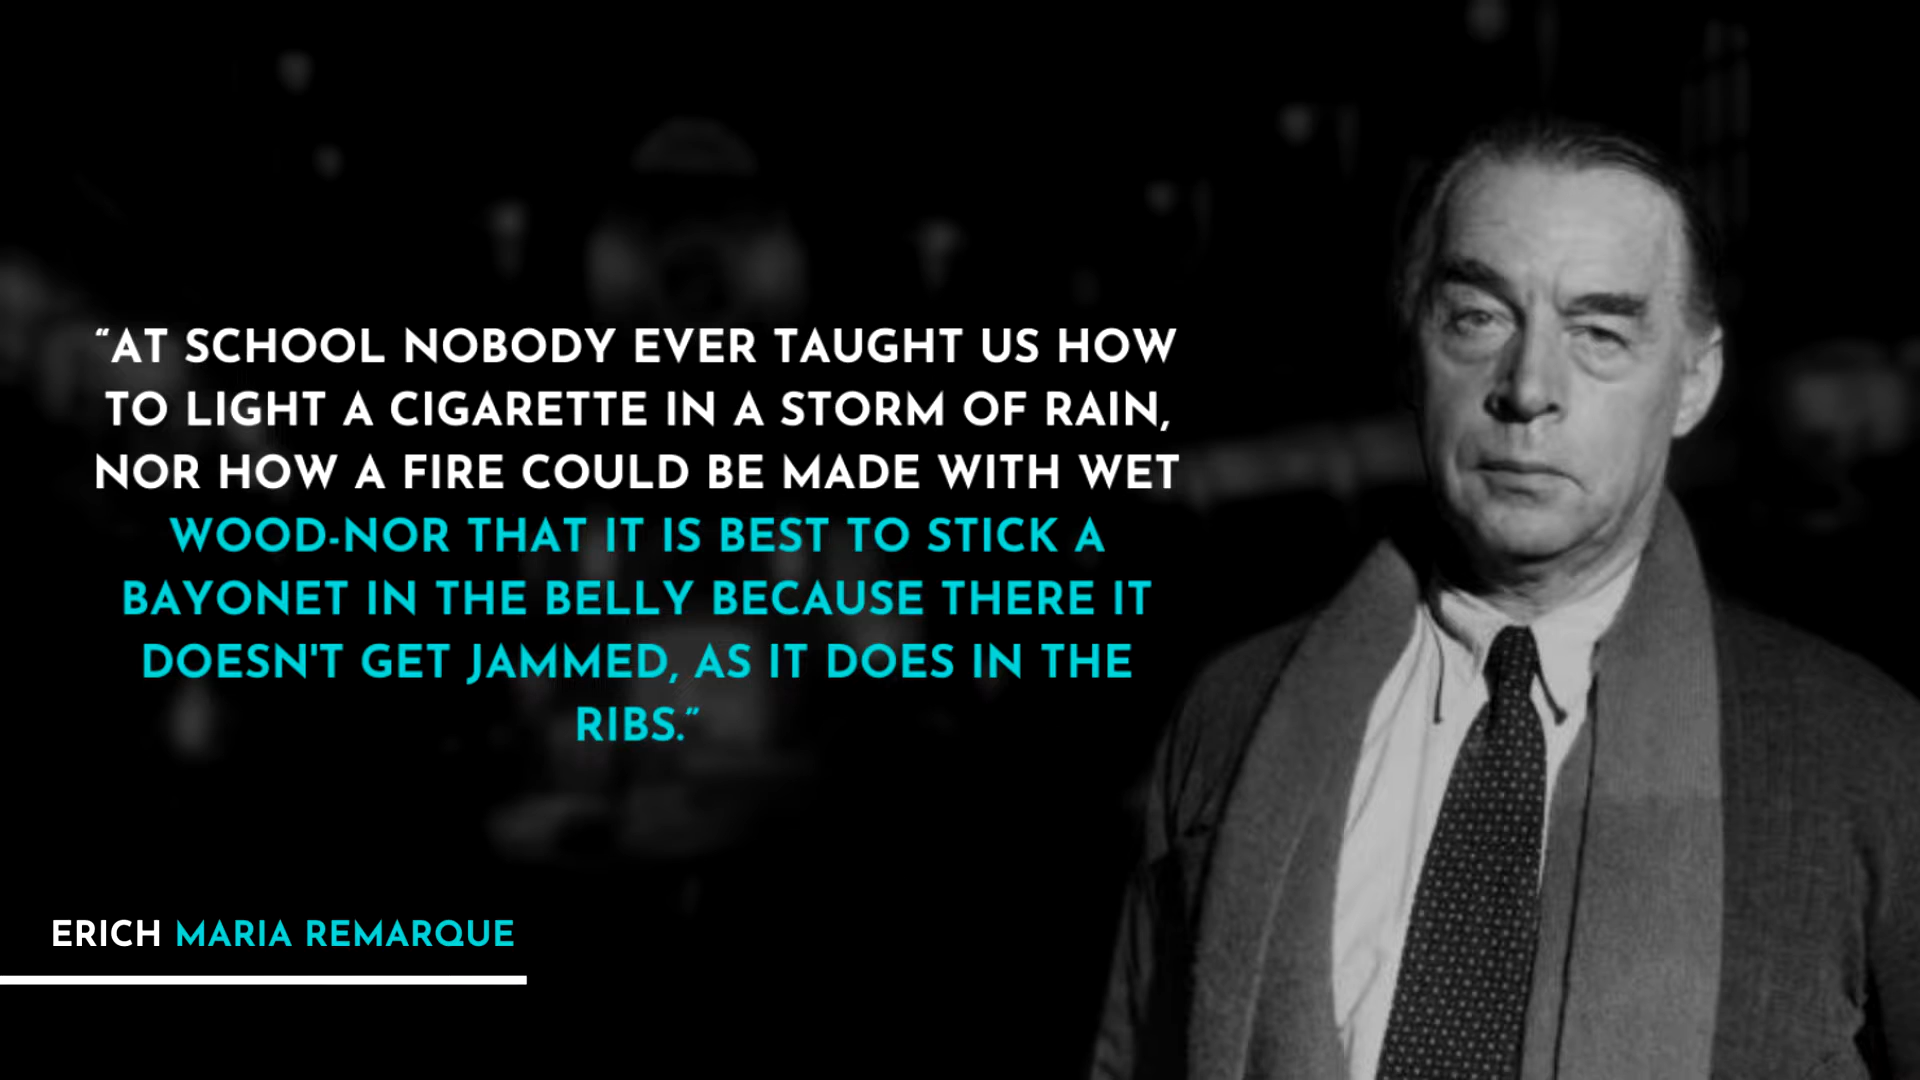 “AT SCHOOL NOBODY EVER TAUGHT US HOW
TO LIGHT A CIGARETTE IN A STORM OF RAIN,
NOR HOW A FIRE COULD BE MADE WITH WET
WOOD-NOR THAT IT IS BEST TO STICK A
BAYONET IN THE BELLY BECAUSE THERE IT
DOESN'T GET JAMMED, AS IT DOES IN THE
RIBS.”
ERICH MARIA REMARQUE